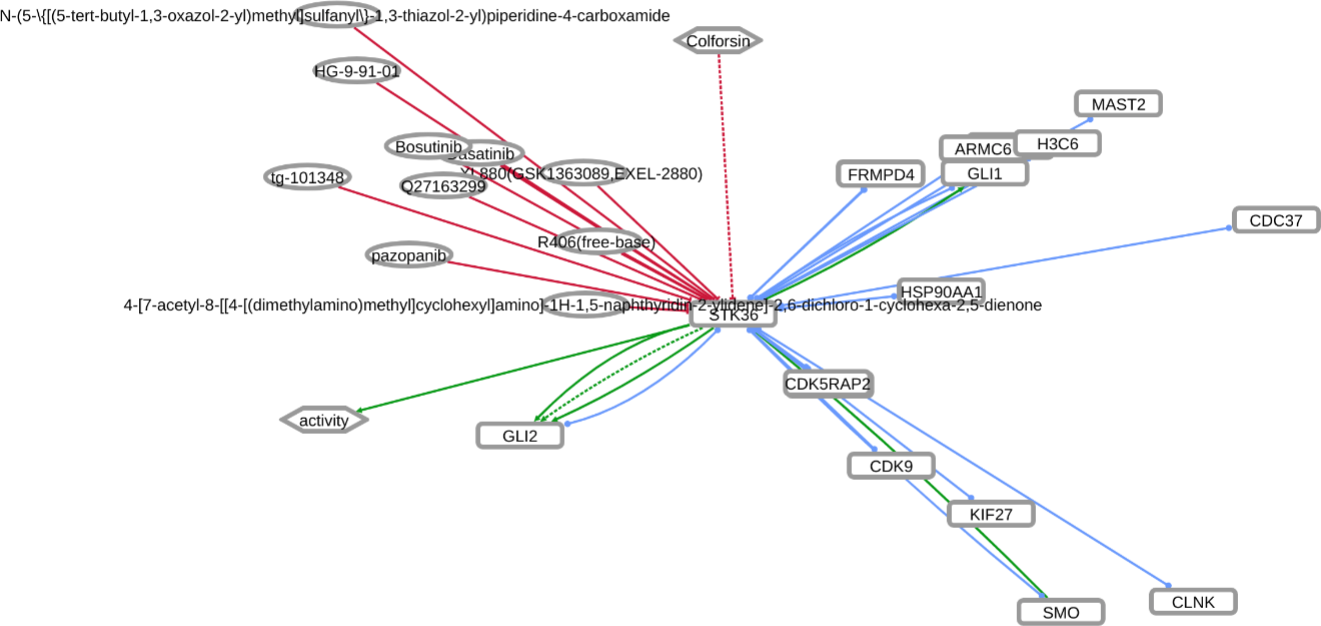 N-(5-\{[(5-tert-butyl-1,3-oxazol-2-yl)methyl]sulfanyl\}-1,3-thiazol-2-yl)piperidine-4-carboxamide
Colforsin
HG-9-91-01
MAST2
Bosutinib
Dasatinib
ARMC6
H3C6
tg-101348
XL880(GSK1363089,EXEL-2880)
FRMPD4
GLI1
Q27163299
CDC37
R406(free-base)
pazopanib
HSP90AA1
4-[7-acetyl-8-[[4-[(dimethylamino)methyl]cyclohexyl]amino]-1H-1,5-naphthyridin-2-ylidene]-2,6-dichloro-1-cyclohexa-2,5-dienone
STK36
CDK5RAP2
activity
GLI2
CDK9
KIF27
CLNK
SMO